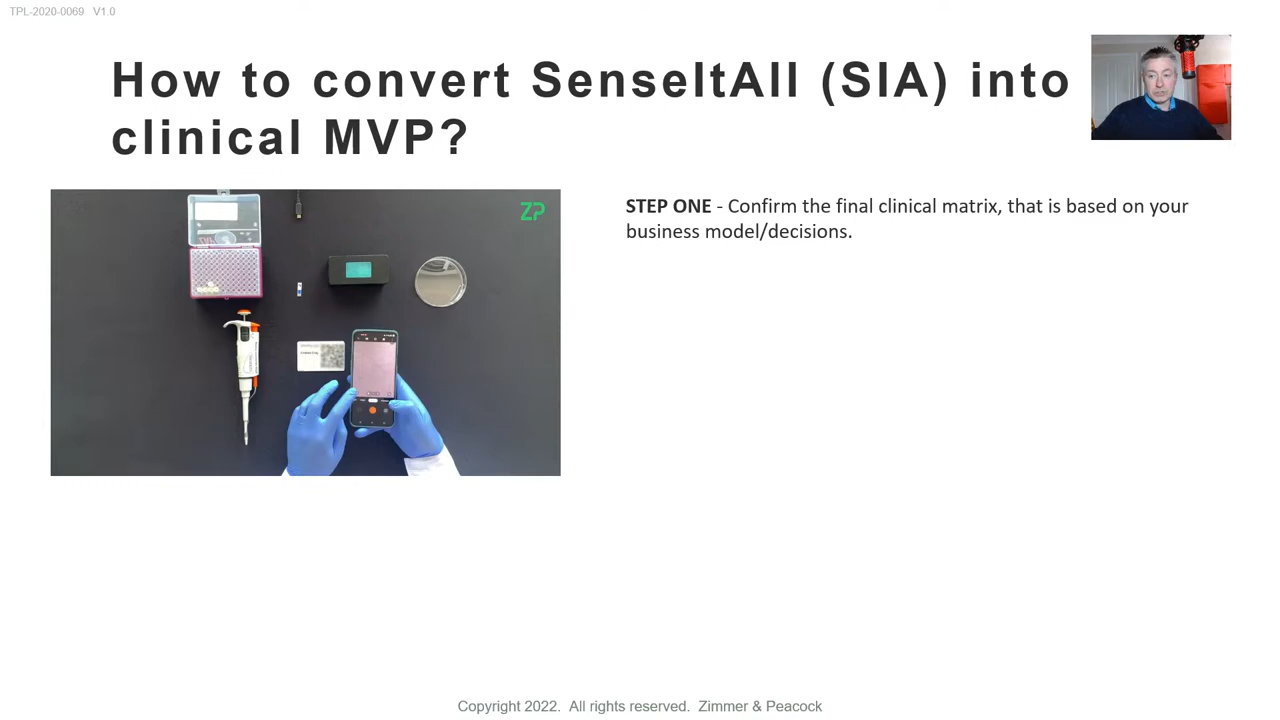 TPL-2020-0069 V1.0
How to convert SenseItAll (SIA) into
clinical MVP?
ZP
STEP ONE - Confirm the final clinical matrix, that is based on your
business model/decisions.
Copyright 2022. All rights reserved. Zimmer & Peacock